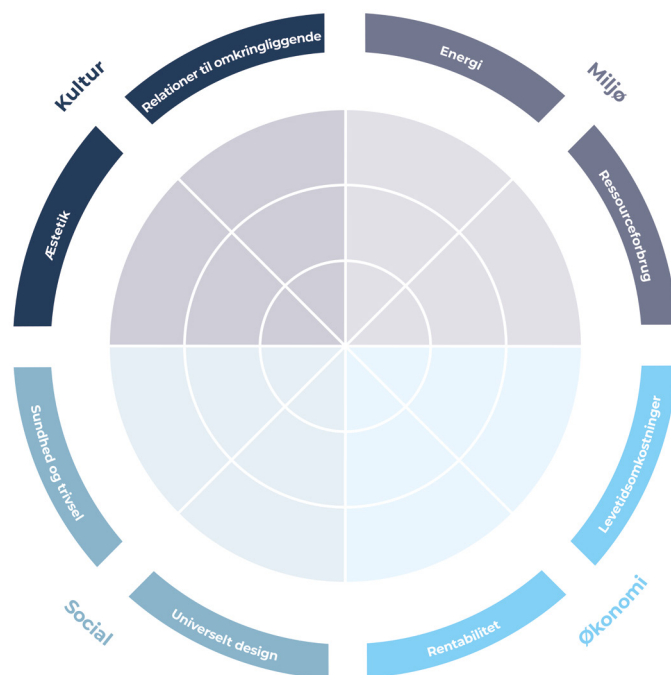 Kultur
Relationer til omkringliggende
Energi
Miljø
Æstetik
Ressourceforbrug
Sundhed og trivsel
Levetidsomkostninger
Social
Universelt design
Rentabilitet
Økonomi